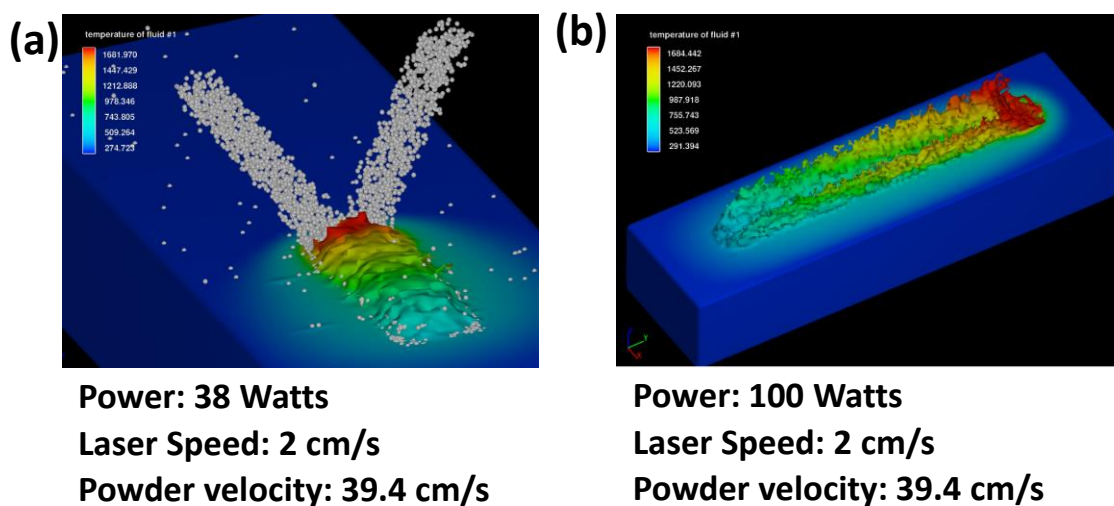 (a)
temperature of fluid #1
1681.970
1447.429
1212.888
978.346
743.805
509.264
274.723
Power: 38 Watts
Laser Speed: 2 cm/s
Powder velocity: 39.4 cm/s
(b)
temperature of fluid #1
1684.442
1452.267
1220.093
987.918
755.743
523.569
291.394
Y
X
Power: 100 Watts
Laser Speed: 2 cm/s
Powder velocity: 39.4 cm/s